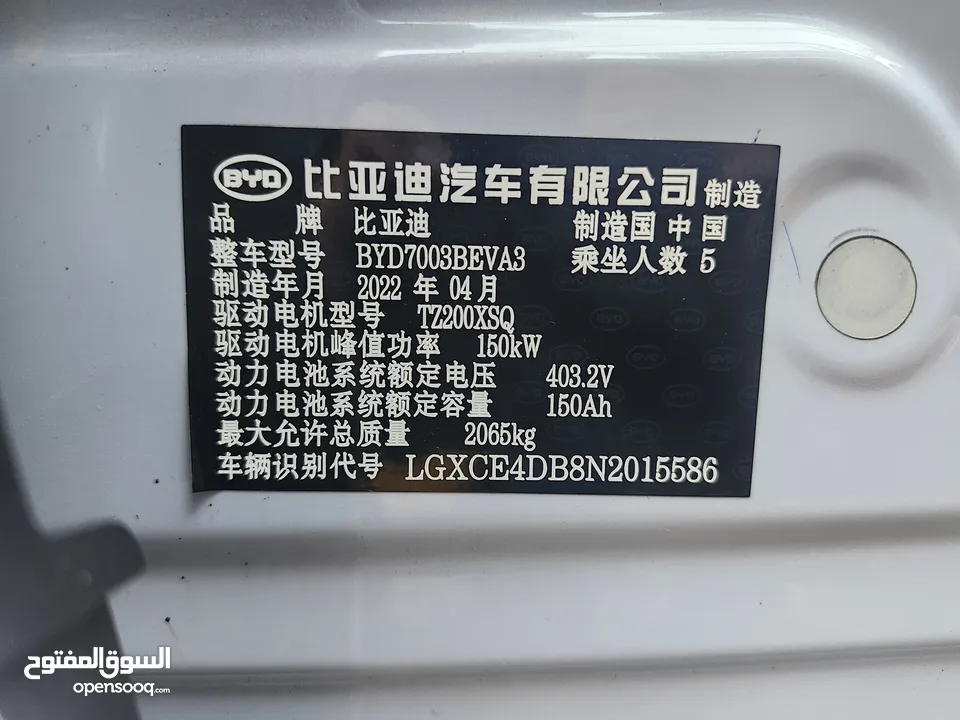 BYD 比亚迪汽车有限公司 制造
品 牌 比亚迪 制造国 中国
整车型号 BYD7003BEVA3 乘坐人数 5
制造年月 2022 年 04 月
驱动电机型号 TZ200XSQ
驱动电机峰值功率 150kW
动力电池系统额定电压 403.2V
动力电池系统额定容量 150Ah
最大允许总质量 2065kg
车辆识别代号 LGXCE4DB8N2015586
السوق المفتوح
opensooq.com